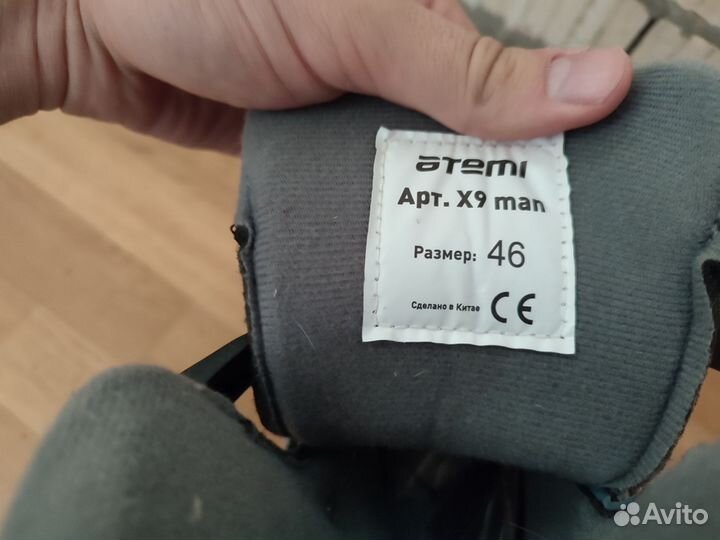 atemi
Арт. X9 man
Размер: 46
Сделано в Китае CE
Avito